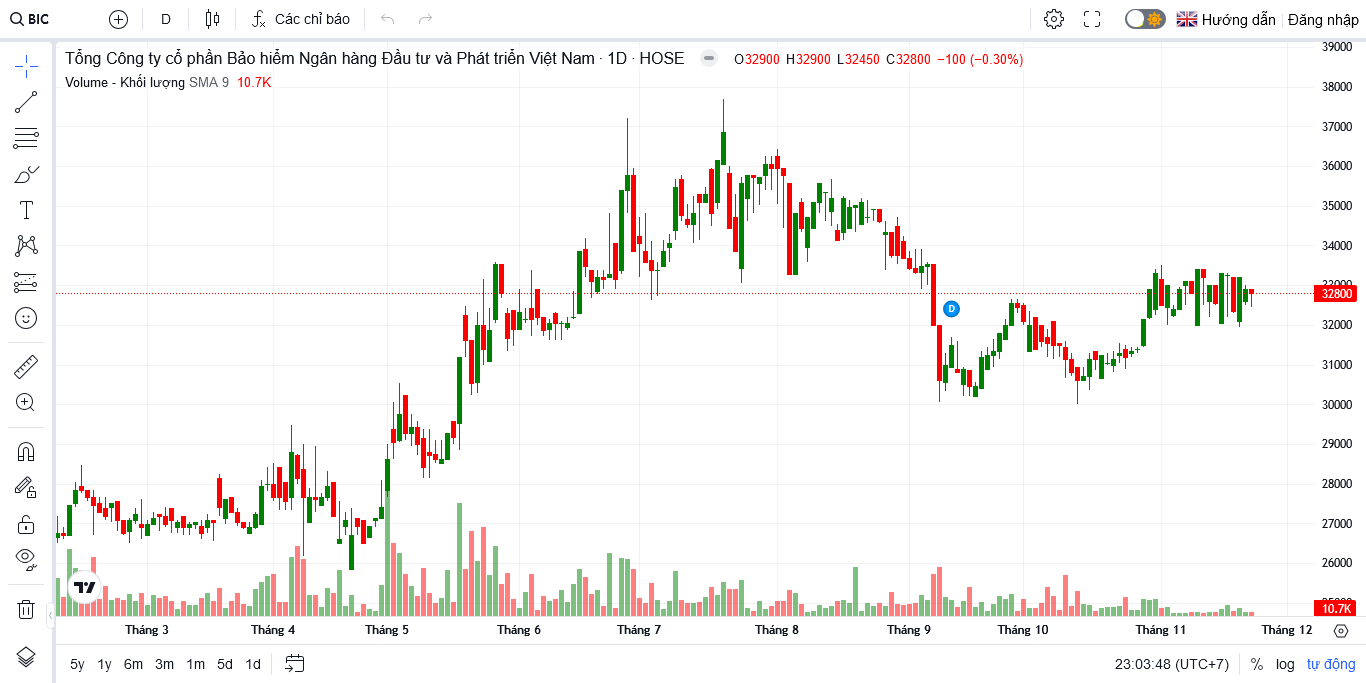 BIC D Các chỉ báo Hướng dẫn Đăng nhập
Tổng Công ty cổ phần Bảo hiểm Ngân hàng Đầu tư và Phát triển Việt Nam · 1D · HOSE O32900 H32900 L32450 C32800 −100 (−0.30%)
Volume - Khối lượng SMA 9 10.7K
39000
38000
37000
36000
35000
34000
33000
32800
32000
31000
30000
29000
28000
27000
26000
25000
10.7K
D
Tháng 3 Tháng 4 Tháng 5 Tháng 6 Tháng 7 Tháng 8 Tháng 9 Tháng 10 Tháng 11 Tháng 12
5y 1y 6m 3m 1m 5d 1d 23:03:48 (UTC+7) % log tự động